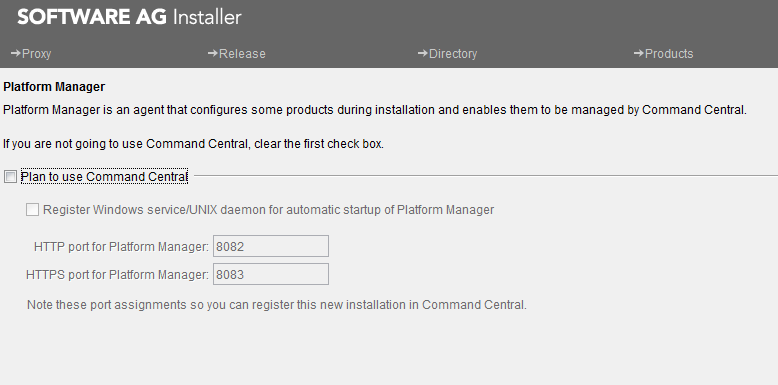 SOFTWARE AG Installer
→Proxy →Release →Directory →Products
Platform Manager
Platform Manager is an agent that configures some products during installation and enables them to be managed by Command Central.
If you are not going to use Command Central, clear the first check box.
Plan to use Command Central
Register Windows service/UNIX daemon for automatic startup of Platform Manager
HTTP port for Platform Manager: 8082
HTTPS port for Platform Manager: 8083
Note these port assignments so you can register this new installation in Command Central.